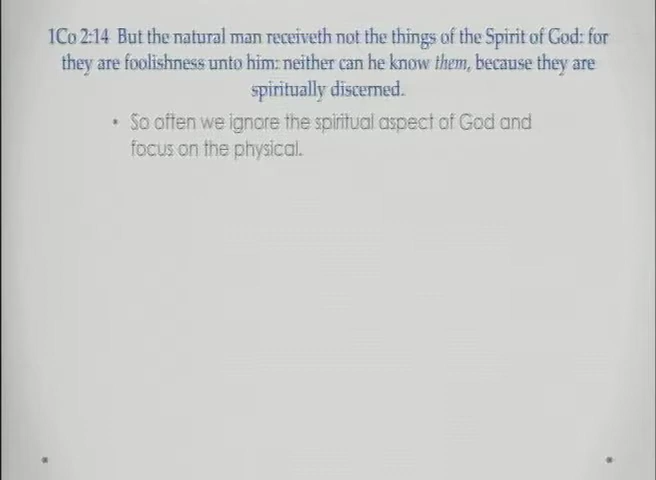 1Co 2:14 But the natural man receiveth not the things of the Spirit of God: for
they are foolishness unto him: neither can he know them, because they are
spiritually discerned.
• So often we ignore the spiritual aspect of God and
focus on the physical.